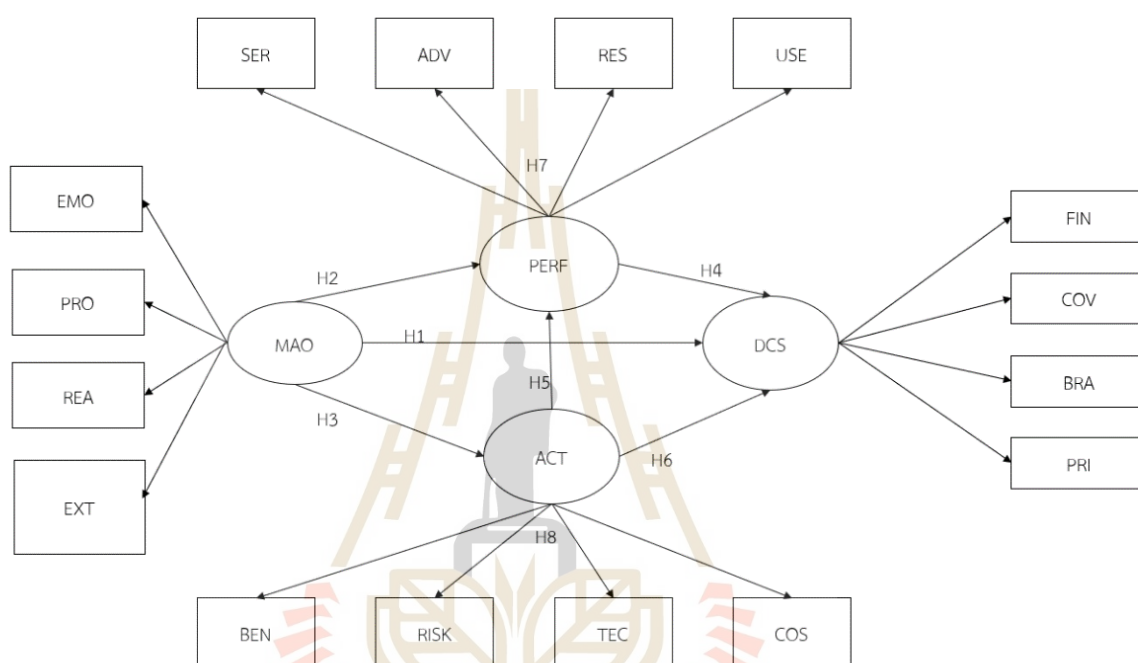 SER
ADV
RES
USE
H7
EMO
PRO
REA
EXT
H2
PERF
H4
MAO
H1
DCS
H5
H3
ACT
H6
FIN
COV
BRA
PRI
H8
BEN
RISK
TEC
COS